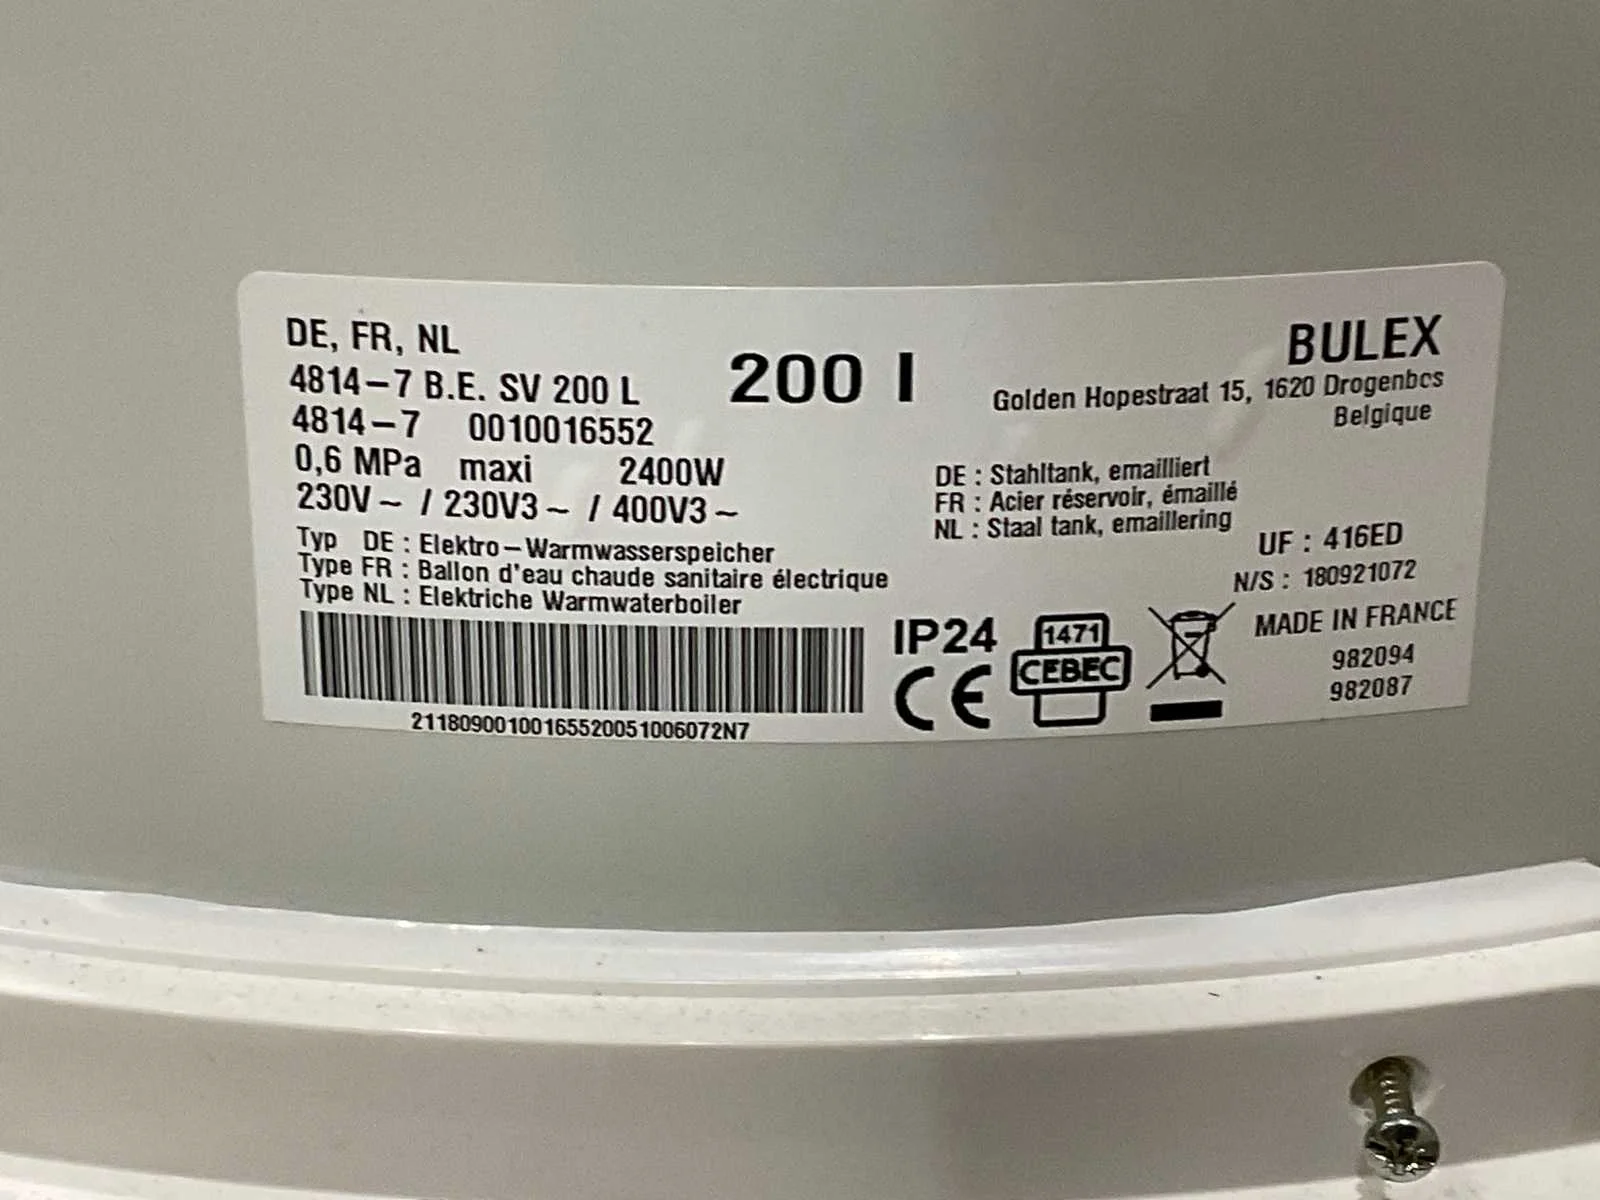 DE, FR, NL
4814-7 B.E. SV 200 L
4814-7 0010016552
0,6 MPa maxi 2400W
230V ~ / 230V3 ~ / 400V3 ~
Typ DE : Elektro-Warmwasserspeicher
Type FR : Ballon d'eau chaude sanitaire électrique
Type NL : Elektriche Warmwaterboiler
21180900100165520051006072N7
200 l
BULEX
Golden Hopestraat 15, 1620 Drogenbos
Belgique
DE : Stahltank, emailliert
FR : Acier réservoir, émaillé
NL : Staal tank, emaillering
UF : 416ED
N/S : 180921072
MADE IN FRANCE
982094
982087
IP24
CE
1471
CEBEC